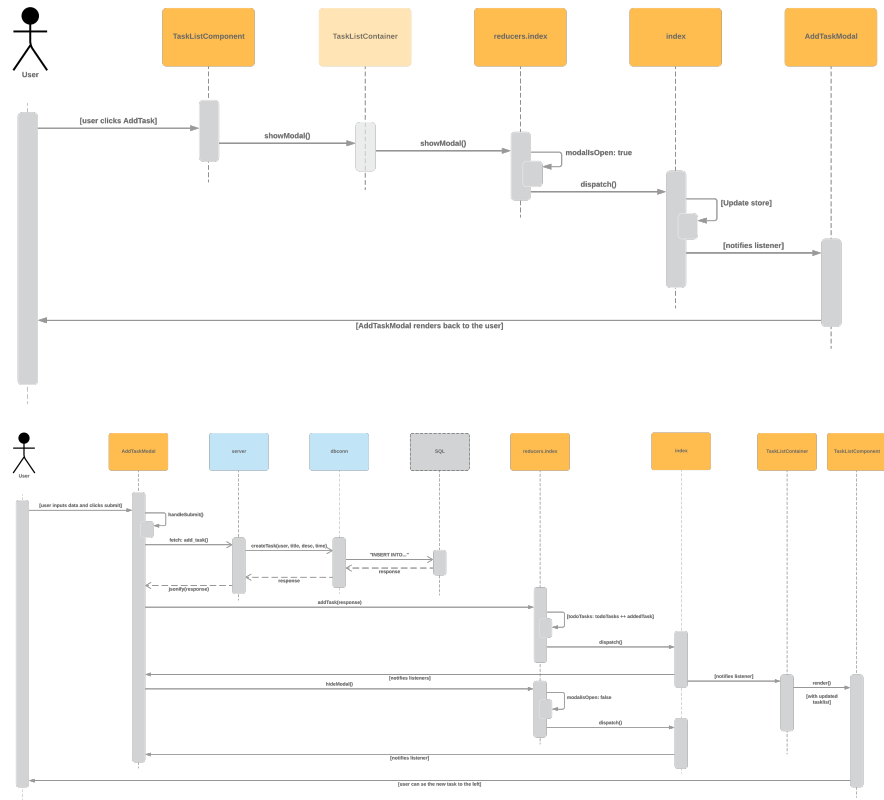 TaskListComponent
TaskListContainer
reducers.index
index
AddTaskModal
User
[user clicks AddTask]
showModal()
showModal()
modalIsOpen: true
dispatch()
[Update store]
[notifies listener]
[AddTaskModal renders back to the user]
AddTaskModal
server
dbconn
SQL
reducers.index
index
TaskListContainer
TaskListComponent
User
[user inputs data and clicks submit]
handleSubmit()
fetch: add_task()
createTask(user, title, desc, time)
"INSERT INTO..."
response
response
jsonify(response)
addTask(response)
[todoTasks: todoTasks ++ addedTask]
dispatch()
[notifies listeners]
[notifies listener]
hideModal()
render()
[with updated
tasklist]
modalIsOpen: false
dispatch()
[notifies listener]
[user can se the new task to the left]